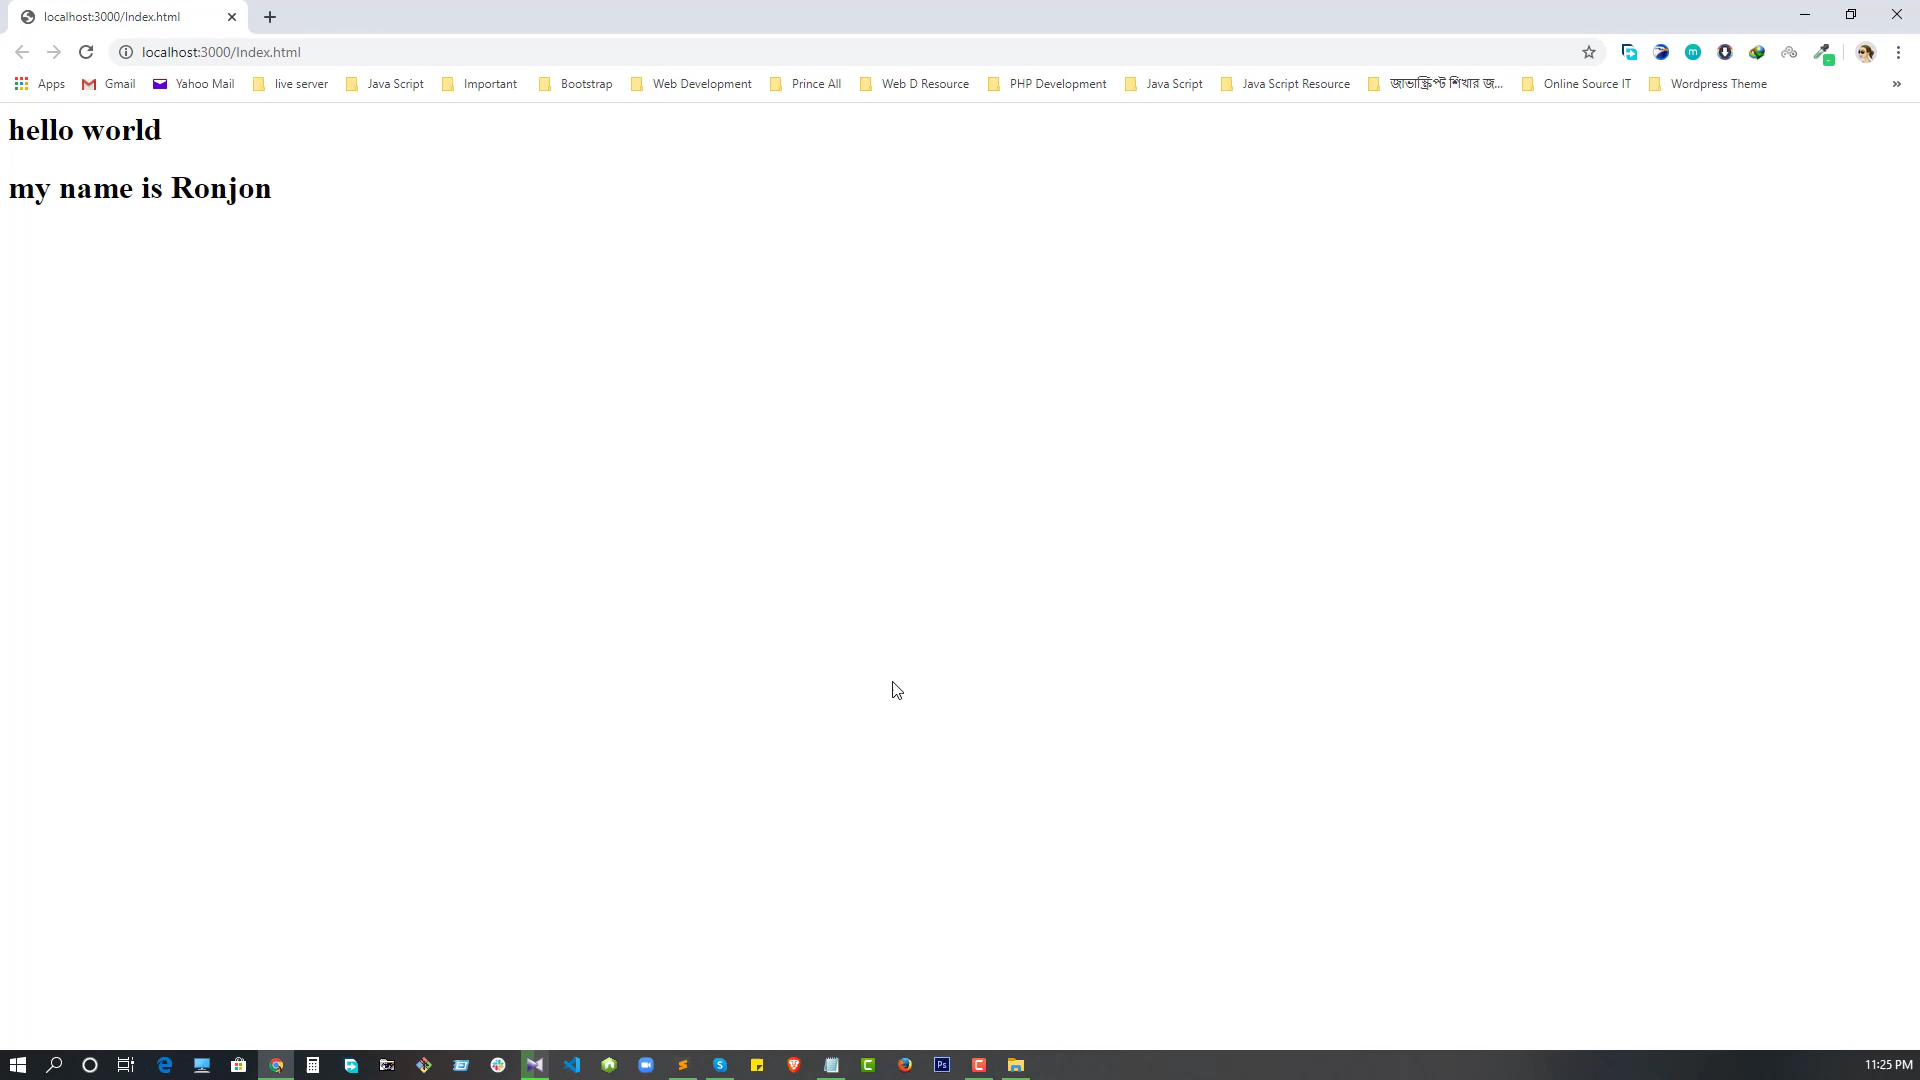 localhost:3000/Index.html
localhost:3000/Index.html
Apps Gmail Yahoo Mail live server Java Script Important Bootstrap Web Development Prince All Web D Resource PHP Development Java Script Java Script Resource জাভাস্ক্রিপ্ট শিখার জ... Online Source IT Wordpress Theme »
hello world
my name is Ronjon
11:25 PM